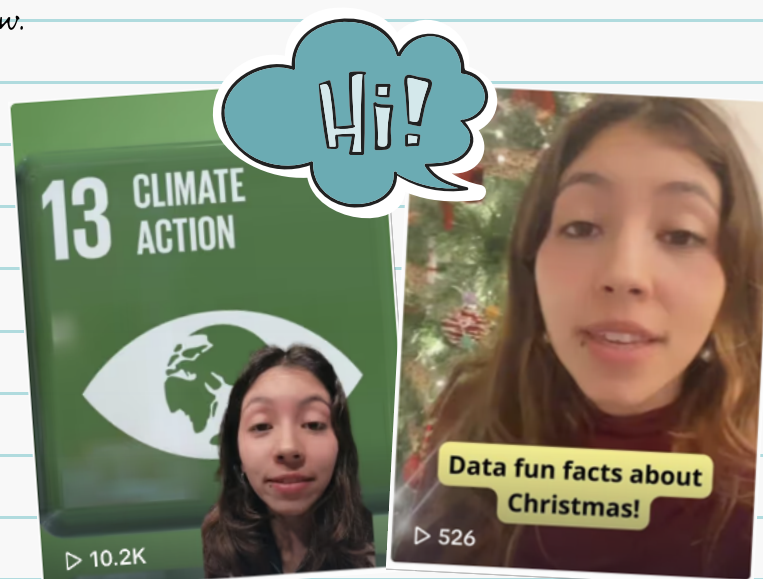 w.
Hi!
13 CLIMATE
ACTION
10.2K
Data fun facts about
Christmas!
526